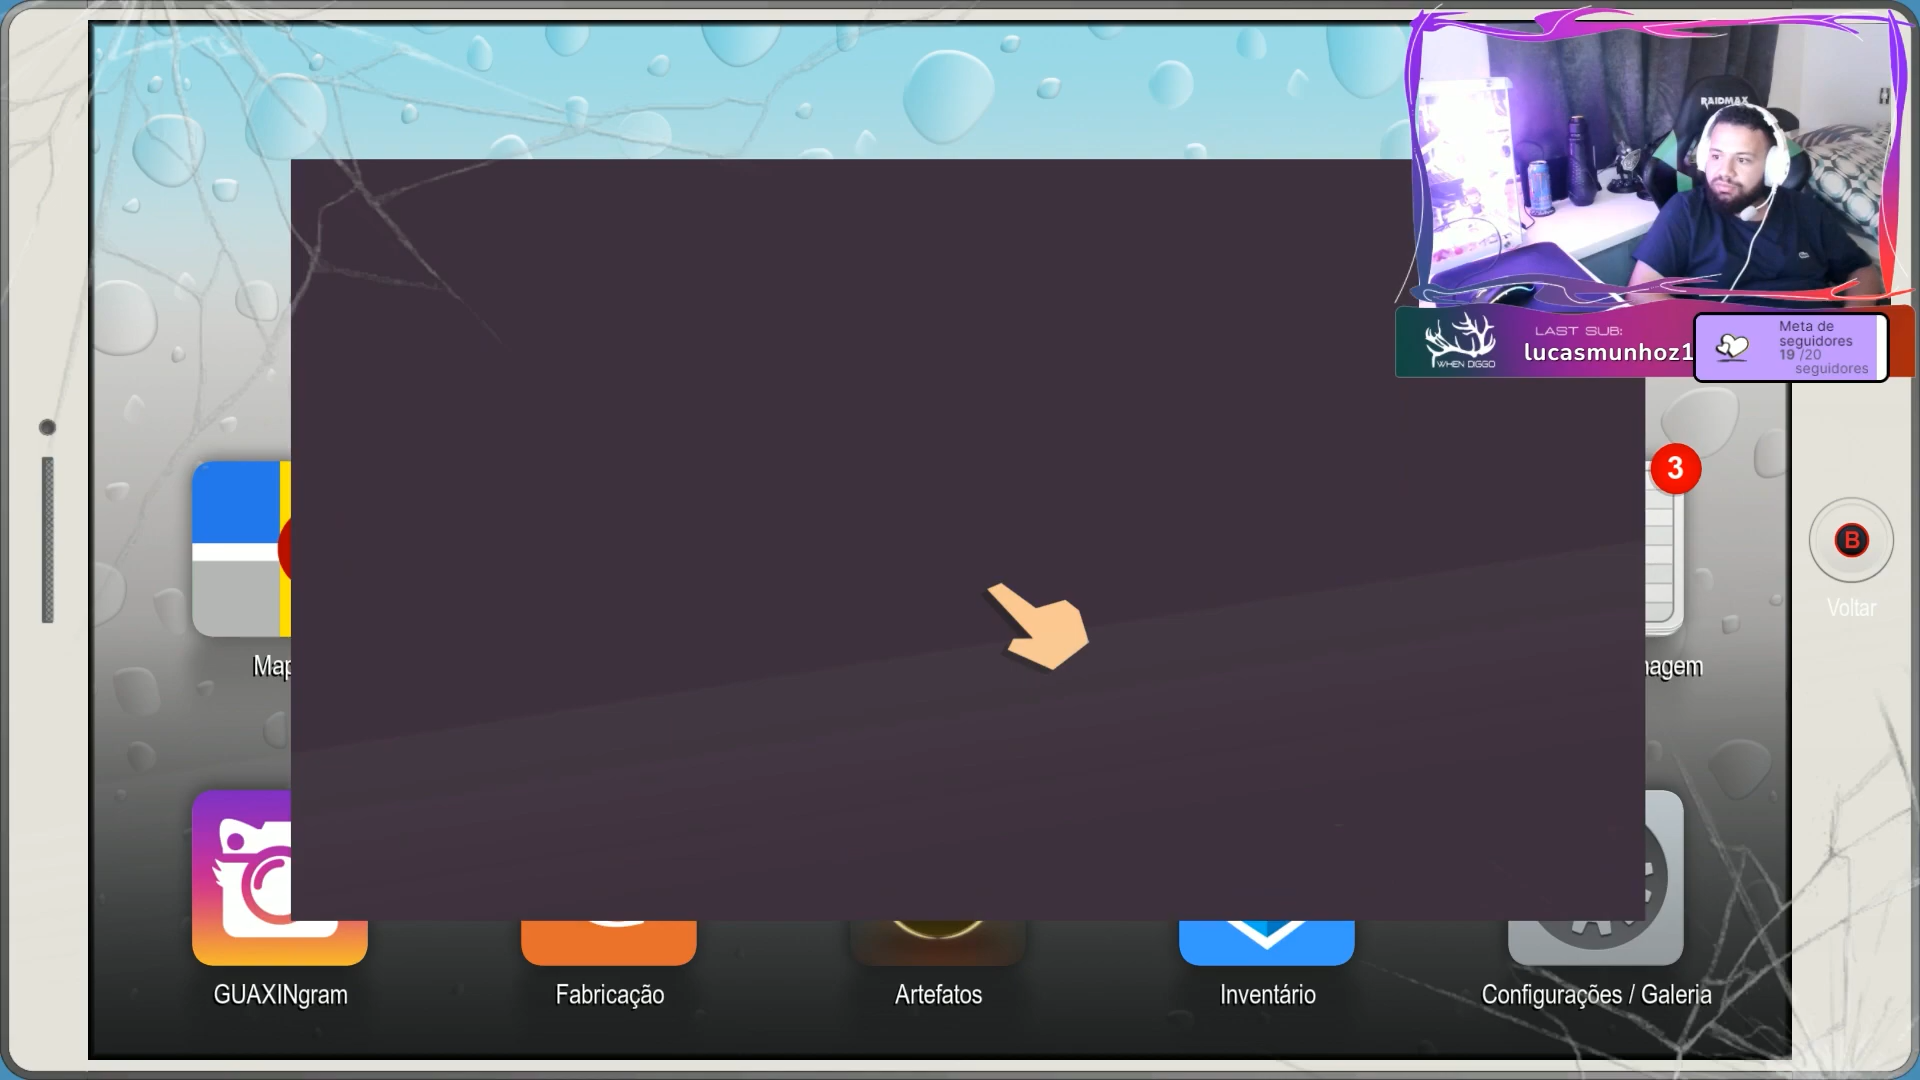 RAIDMAX
LAST SUB:
lucasmunhoz1
WHEN DIGGO
Meta de
seguidores
19 /20
seguidores
3
B
Voltar
Map
nagem
GUAXINgram
Fabricação
Artefatos
Inventário
Configurações / Galeria